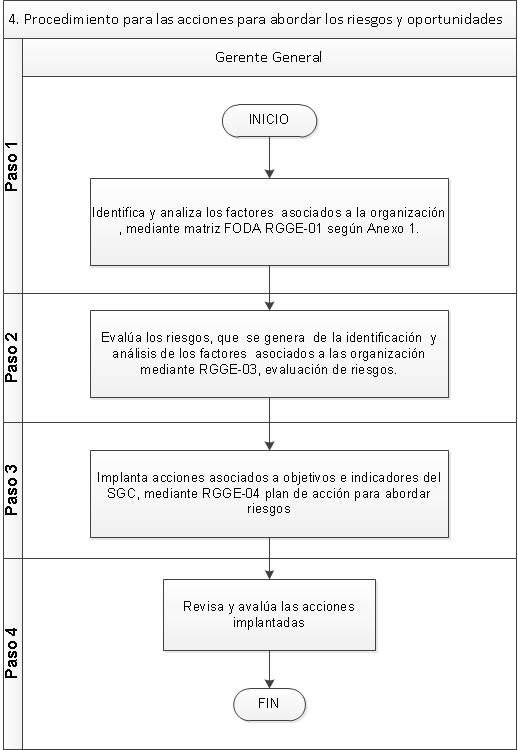 4. Procedimiento para las acciones para abordar los riesgos y oportunidades
Gerente General
Paso 1
INICIO
Identifica y analiza los factores asociados a la organización
, mediante matriz FODA RGGE-01 según Anexo 1.
Paso 2
Evalúa los riesgos, que se genera de la identificación y
análisis de los factores asociados a las organización
mediante RGGE-03, evaluación de riesgos.
Paso 3
Implanta acciones asociados a objetivos e indicadores del
SGC, mediante RGGE-04 plan de acción para abordar
riesgos
Paso 4
Revisa y avalúa las acciones
implantadas
FIN